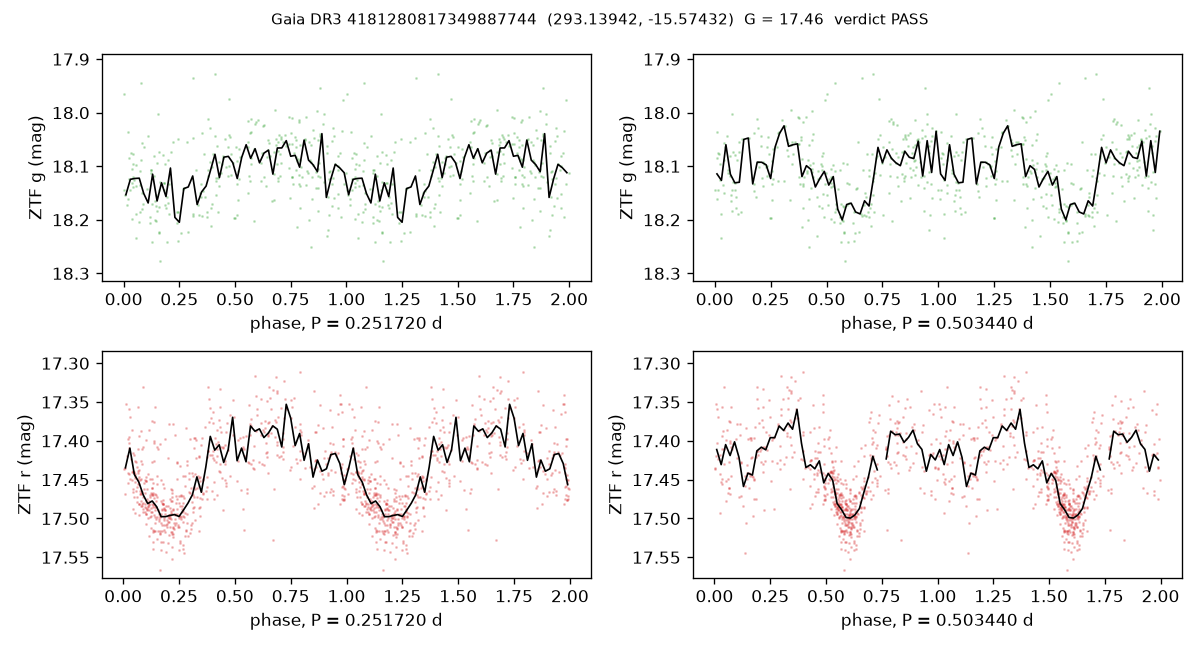 Gaia DR3 4181280817349887744 (293.13942, -15.57432) G = 17.46 verdict PASS
ZTF g (mag)
17.9
18.0
18.1
18.2
18.3
0.00 0.25 0.50 0.75 1.00 1.25 1.50 1.75 2.00
phase, P = 0.251720 d
ZTF g (mag)
17.9
18.0
18.1
18.2
18.3
0.00 0.25 0.50 0.75 1.00 1.25 1.50 1.75 2.00
phase, P = 0.503440 d
ZTF r (mag)
17.30
17.35
17.40
17.45
17.50
17.55
0.00 0.25 0.50 0.75 1.00 1.25 1.50 1.75 2.00
phase, P = 0.251720 d
ZTF r (mag)
17.30
17.35
17.40
17.45
17.50
17.55
0.00 0.25 0.50 0.75 1.00 1.25 1.50 1.75 2.00
phase, P = 0.503440 d